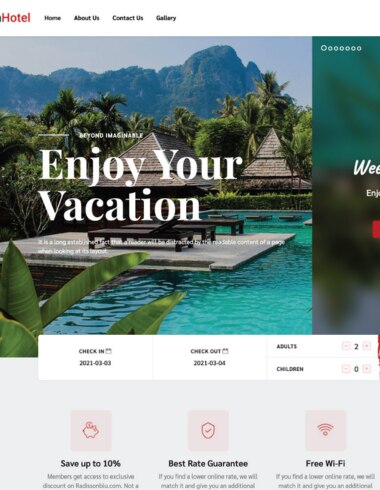 Hotel
Home
About Us
Contact Us
Gallery
BEYOND IMAGINABLE
Enjoy Your
Vacation
It is a long established fact that a reader will be distracted by the readable content of a page
when looking at its layout.
CHECK IN
2021-03-03
CHECK OUT
2021-03-04
ADULTS
2
CHILDREN
0
Save up to 10%
Members get access to exclusive
discount on Radissonblu.com. Not a
Best Rate Guarantee
If you find a lower online rate, we will
match it and give you an additional
Free Wi-Fi
If you find a lower online rate, we will
match it and give you an additional